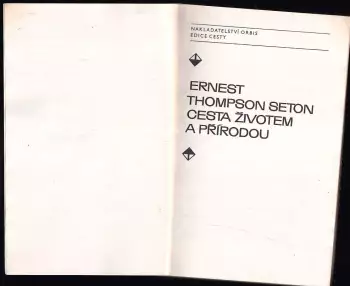 NAKLADATELSTVÍ ORBIS
EDICE CESTY
ERNEST
THOMPSON SETON
CESTA ŽIVOTEM
A PŘÍRODOU